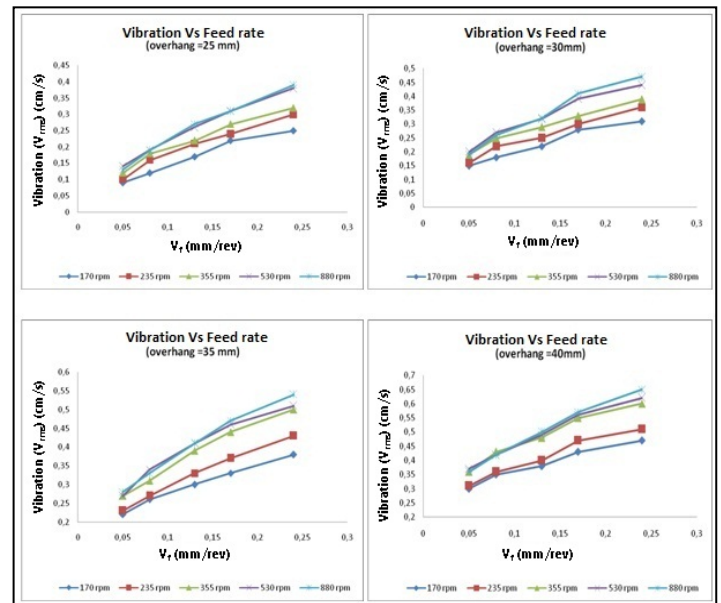 Vibration Vs Feed rate
(overhang =25 mm)
Vibration (Vrms) (cm/s)
0,45
0,4
0,35
0,3
0,25
0,2
0,15
0,1
0,05
0
0 0,05 0,1 0,15 0,2 0,25 0,3
Vf (mm/rev)
170 rpm 235 rpm 355 rpm 530 rpm 880 rpm
Vibration Vs Feed rate
(overhang =30mm)
Vibration (Vrms) (cm/s)
0,5
0,45
0,4
0,35
0,3
0,25
0,2
0,15
0,1
0,05
0
0 0,05 0,1 0,15 0,2 0,25 0,3
Vf (mm/rev)
170 rpm 235 rpm 355 rpm 530 rpm 880 rpm
Vibration Vs Feed rate
(overhang =35 mm)
Vibration (Vrms) (cm/s)
0,6
0,55
0,5
0,45
0,4
0,35
0,3
0,25
0,2
0 0,05 0,1 0,15 0,2 0,25 0,3
Vf (mm/rev)
170 rpm 235 rpm 355 rpm 530 rpm 880 rpm
Vibration Vs Feed rate
(overhang =40mm)
Vibration (Vrms) (cm/s)
0,7
0,65
0,6
0,55
0,5
0,45
0,4
0,35
0,3
0,25
0,2
0 0,05 0,1 0,15 0,2 0,25 0,3
Vf (mm/rev)
170 rpm 235 rpm 355 rpm 530 rpm 880 rpm